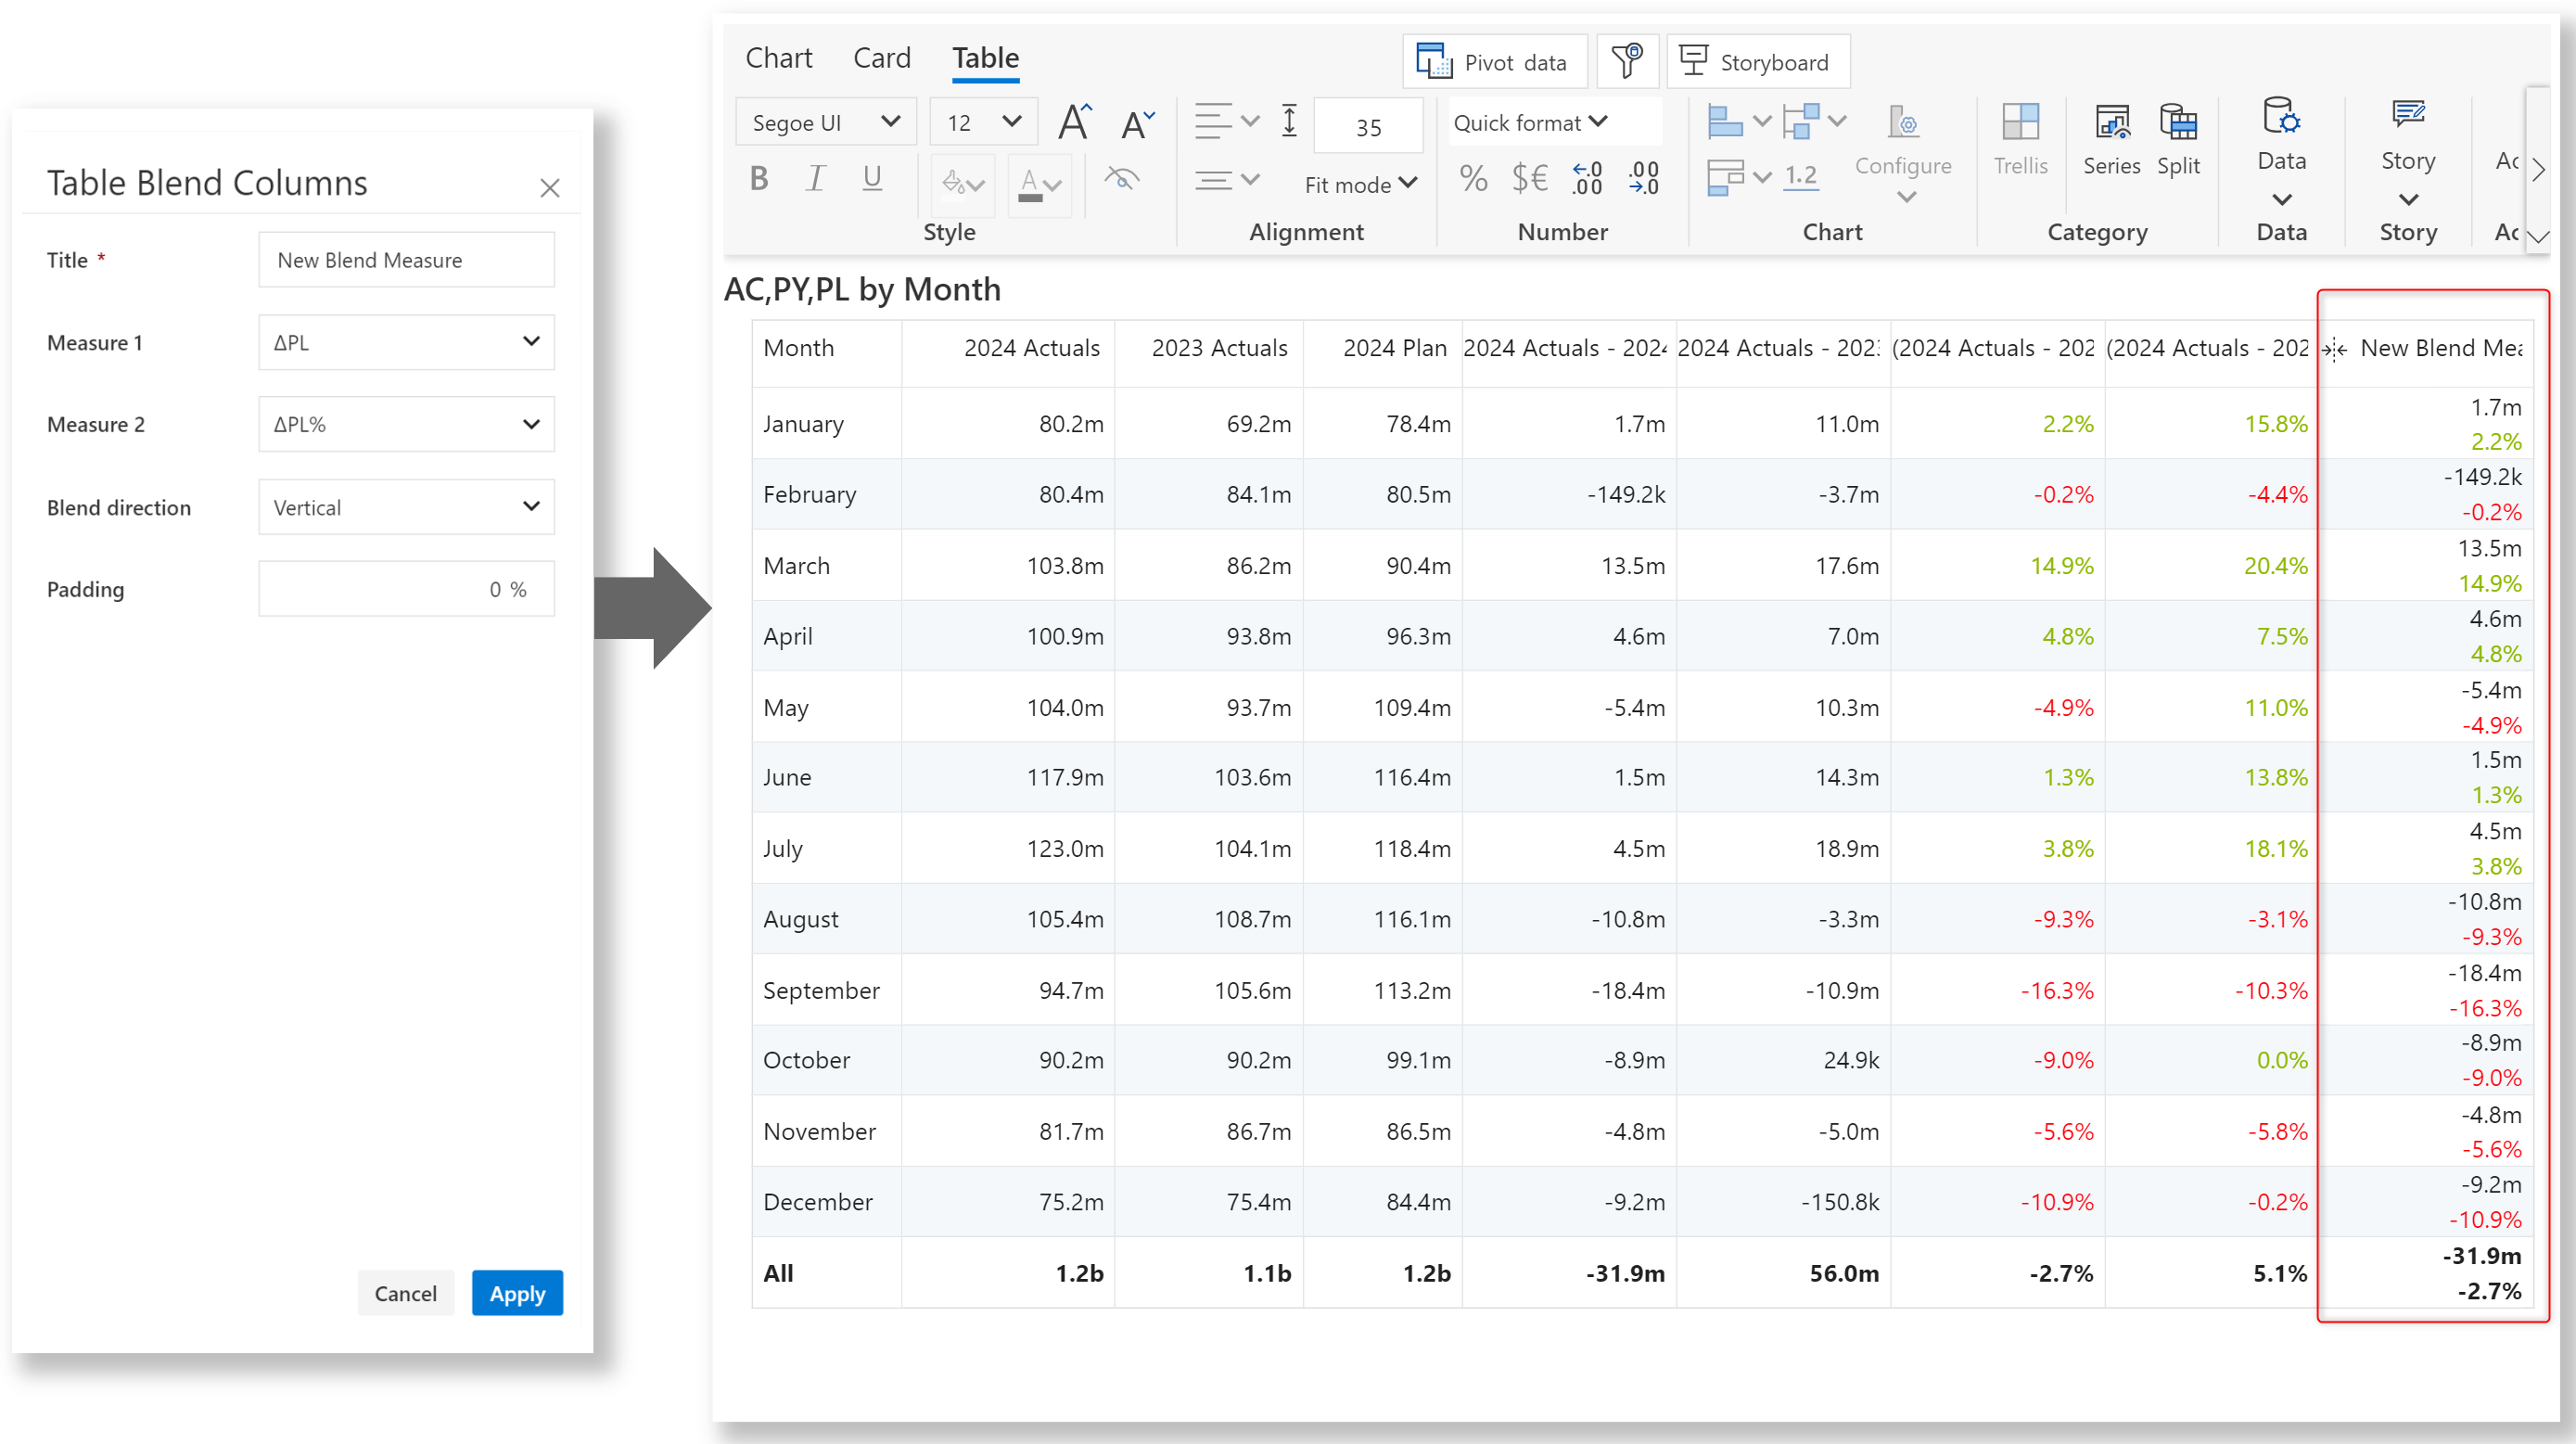 Table Blend Columns
Title *
New Blend Measure
Measure 1
ΔPL
Measure 2
ΔPL%
Blend direction
Vertical
Padding
0 %
Cancel
Apply
Chart Card Table
Pivot data
Storyboard
Segoe UI
12
35
Quick format
B I U
Fit mode
% $€ .0 .00 .00 .0
1.2
Configure
Trellis
Series
Split
Data
Story
Style
Alignment
Number
Chart
Category
Data
Story
AC,PY,PL by Month
Month 2024 Actuals 2023 Actuals 2024 Plan 2024 Actuals - 202 2024 Actuals - 202 (2024 Actuals - 202 (2024 Actuals - 202 New Blend Mea
January 80.2m 69.2m 78.4m 1.7m 11.0m 2.2% 15.8% 1.7m
2.2%
February 80.4m 84.1m 80.5m -149.2k -3.7m -0.2% -4.4% -149.2k
-0.2%
March 103.8m 86.2m 90.4m 13.5m 17.6m 14.9% 20.4% 13.5m
14.9%
April 100.9m 93.8m 96.3m 4.6m 7.0m 4.8% 7.5% 4.6m
4.8%
May 104.0m 93.7m 109.4m -5.4m 10.3m -4.9% 11.0% -5.4m
-4.9%
June 117.9m 103.6m 116.4m 1.5m 14.3m 1.3% 13.8% 1.5m
1.3%
July 123.0m 104.1m 118.4m 4.5m 18.9m 3.8% 18.1% 4.5m
3.8%
August 105.4m 108.7m 116.1m -10.8m -3.3m -9.3% -3.1% -10.8m
-9.3%
September 94.7m 105.6m 113.2m -18.4m -10.9m -16.3% -10.3% -18.4m
-16.3%
October 90.2m 90.2m 99.1m -8.9m 24.9k -9.0% 0.0% -8.9m
-9.0%
November 81.7m 86.7m 86.5m -4.8m -5.0m -5.6% -5.8% -4.8m
-5.6%
December 75.2m 75.4m 84.4m -9.2m -150.8k -10.9% -0.2% -9.2m
-10.9%
All 1.2b 1.1b 1.2b -31.9m 56.0m -2.7% 5.1% -31.9m
-2.7%